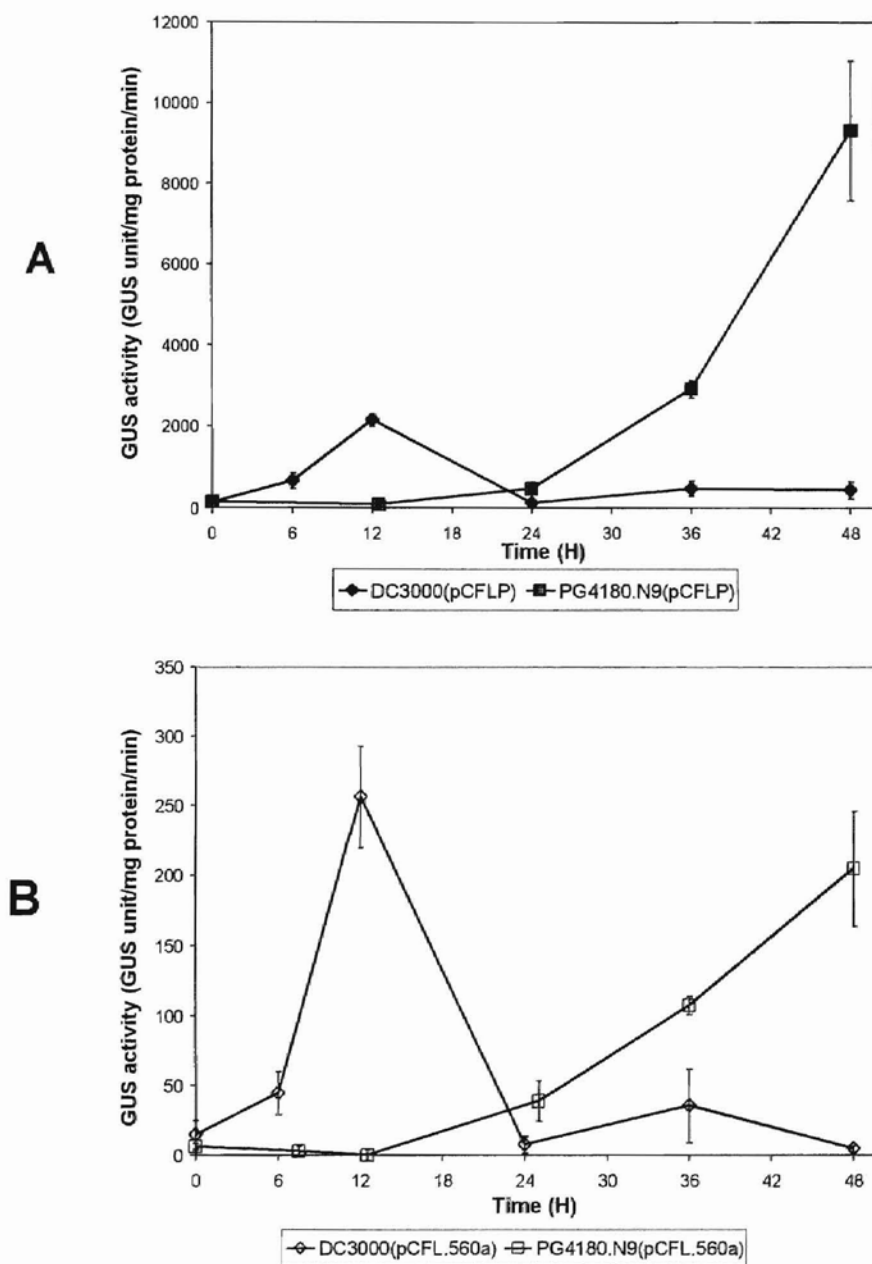 A
GUS activity (GUS unit/mg protein/min)
12000
10000
8000
6000
4000
2000
0
0 6 12 18 24 30 36 42 48
Time (H)
DC3000(pCFLP) PG4180.N9(pCFLP)
B
GUS activity (GUS unit/mg protein/min)
350
300
250
200
150
100
50
0
0 6 12 18 24 30 36 42 48
Time (H)
DC3000(pCFL.560a) PG4180.N9(pCFL.560a)